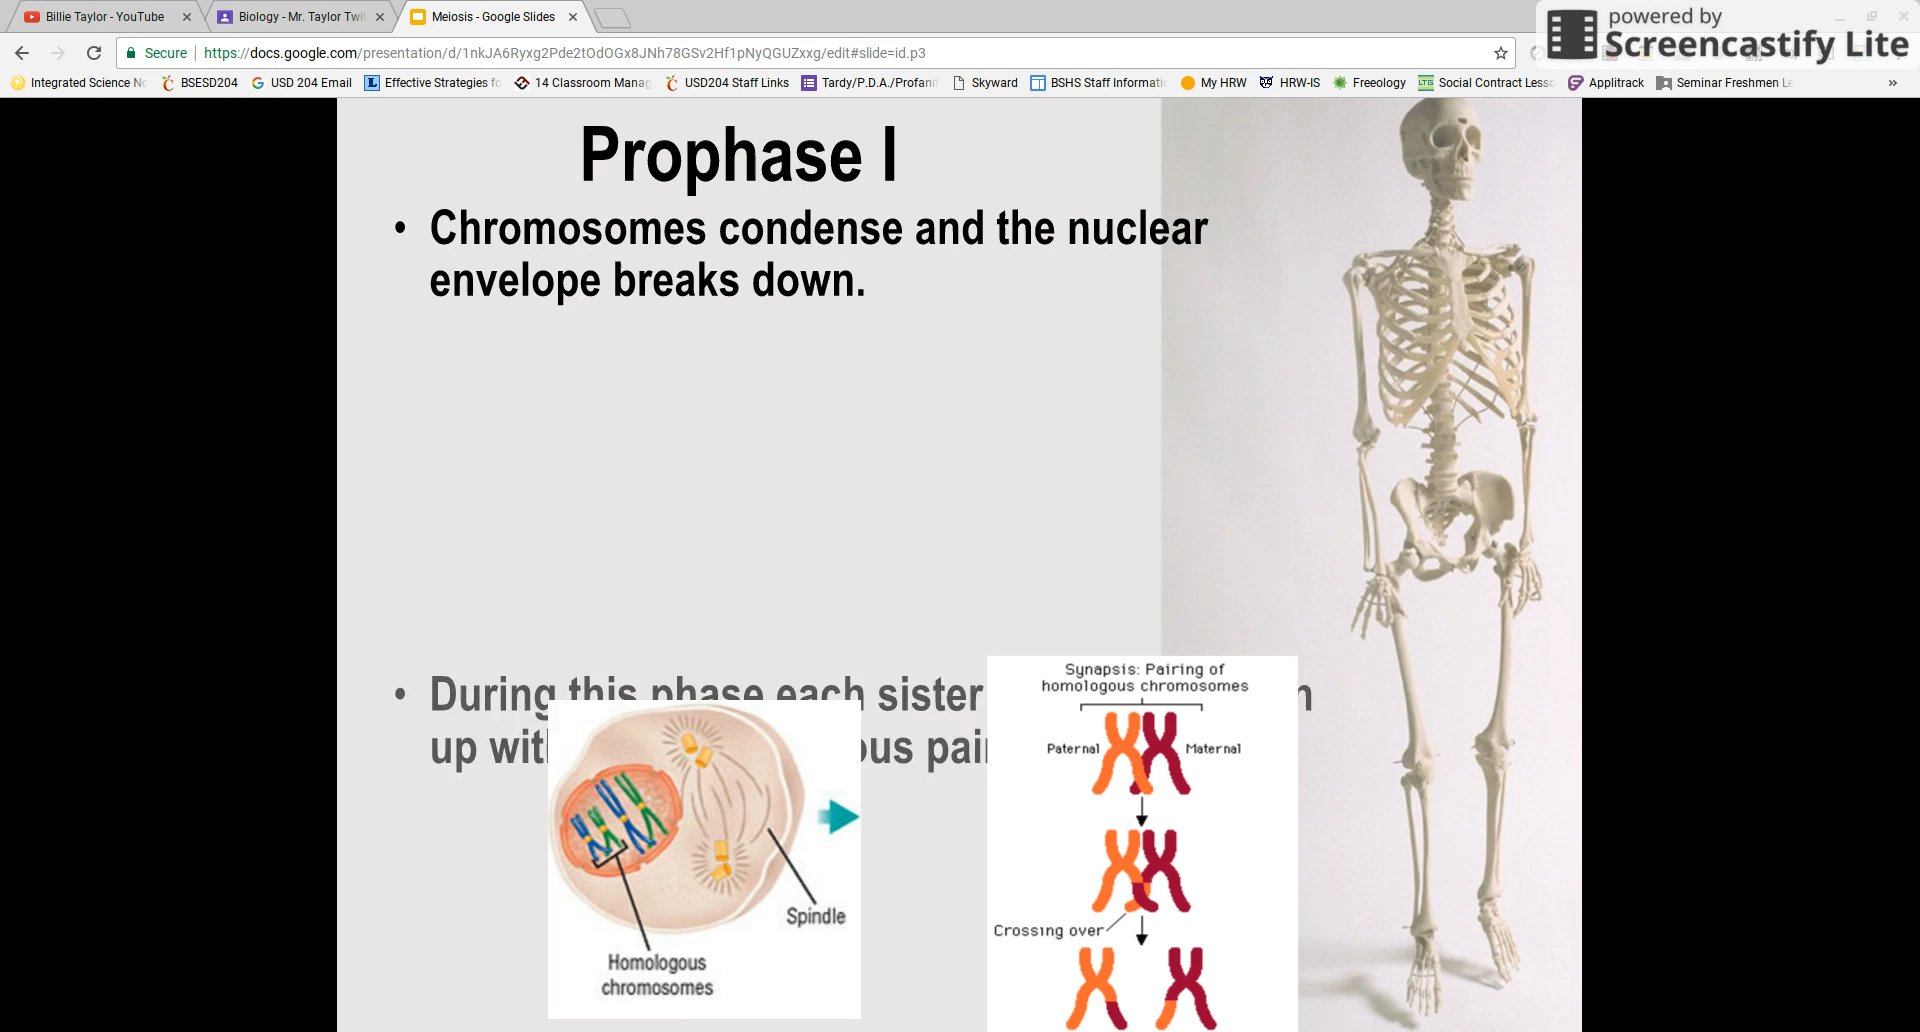 Billie Taylor - YouTube
Biology - Mr. Taylor Twi
Meiosis - Google Slides
powered by
Screencastify Lite
Secure
https://docs.google.com/presentation/d/1nkJA6Ryxg2Pde2tOdOGx8JNh78GSv2Hf1pNyQGUZxxg/edit#slide=id.p3
Integrated Science No
BSESD204
USD 204 Email
Effective Strategies fo
14 Classroom Manag
USD204 Staff Links
Tardy/P.D.A./Profanit
Skyward
BSHS Staff Informatio
My HRW
HRW-IS
Freeology
Social Contract Lesso
Applitrack
Seminar Freshmen Le
»
Prophase I
• Chromosomes condense and the nuclear
envelope breaks down.
• During this phase each sister
up with ous pai
Spindle
Homologous
chromosomes
Synapsis: Pairing of
homologous chromosomes
Paternal
Maternal
Crossing over